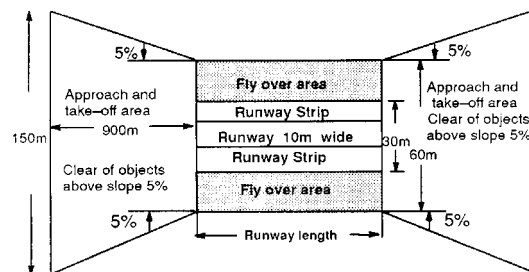 5%
5%
Fly over area
Approach and
take–off area
900m
150m
Clear of objects
above slope 5%
Runway Strip
Runway 10m wide
Runway Strip
30m
60m
Approach and
take–off area
Clear of objects
above slope 5%
Fly over area
5%
5%
Runway length